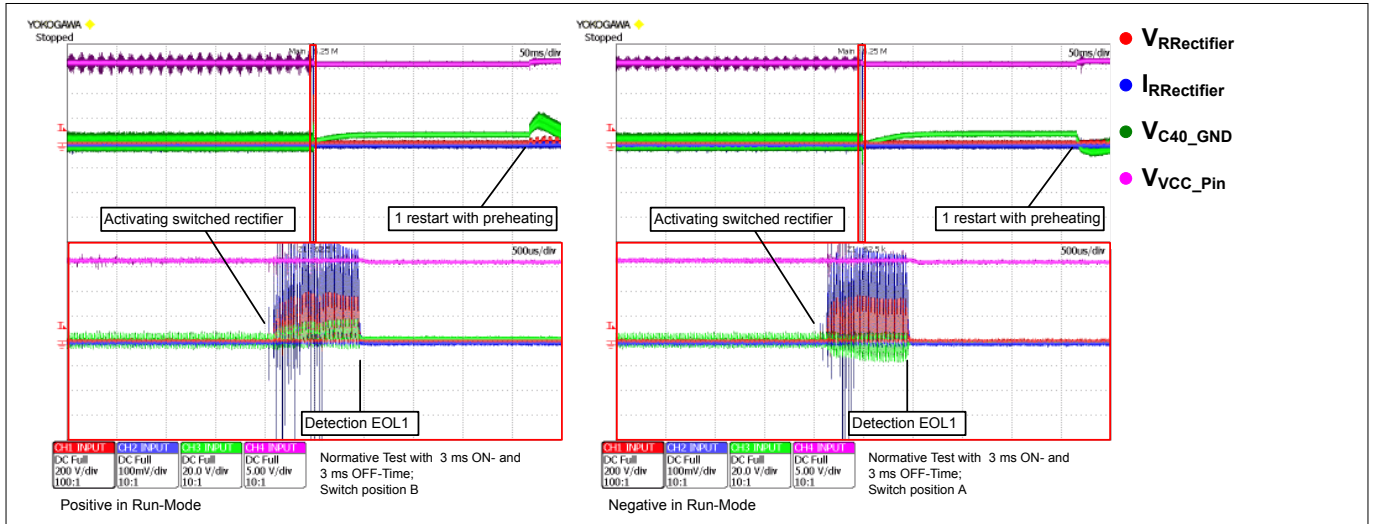 YOKOGAWA
Stopped
Main
50ms/div
Activating switched rectifier
1 restart with preheating
500us/div
Detection EOL1
CH1 INPUT
DC Full
200 V/div
100:1
CH2 INPUT
DC Full
100mV/div
10:1
CH3 INPUT
DC Full
20.0 V/div
10:1
CH4 INPUT
DC Full
5.00 V/div
10:1
Normative Test with 3 ms ON- and
3 ms OFF-Time;
Switch position B
Positive in Run-Mode
YOKOGAWA
Stopped
Main
50ms/div
Activating switched rectifier
1 restart with preheating
500us/div
Detection EOL1
CH1 INPUT
DC Full
200 V/div
100:1
CH2 INPUT
DC Full
100mV/div
10:1
CH3 INPUT
DC Full
20.0 V/div
10:1
CH4 INPUT
DC Full
5.00 V/div
10:1
Normative Test with 3 ms ON- and
3 ms OFF-Time;
Switch position A
Negative in Run-Mode
VRRectifier
IRRectifier
VC40_GND
VVCC_Pin